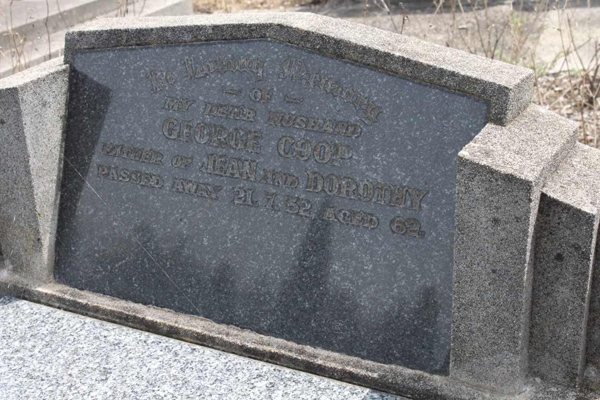 In Loving Memory
— OF —
MY DEAR HUSBAND
GEORGE COOP
FATHER OF JEAN AND DOROTHY
PASSED AWAY 21.7.52 AGED 62.